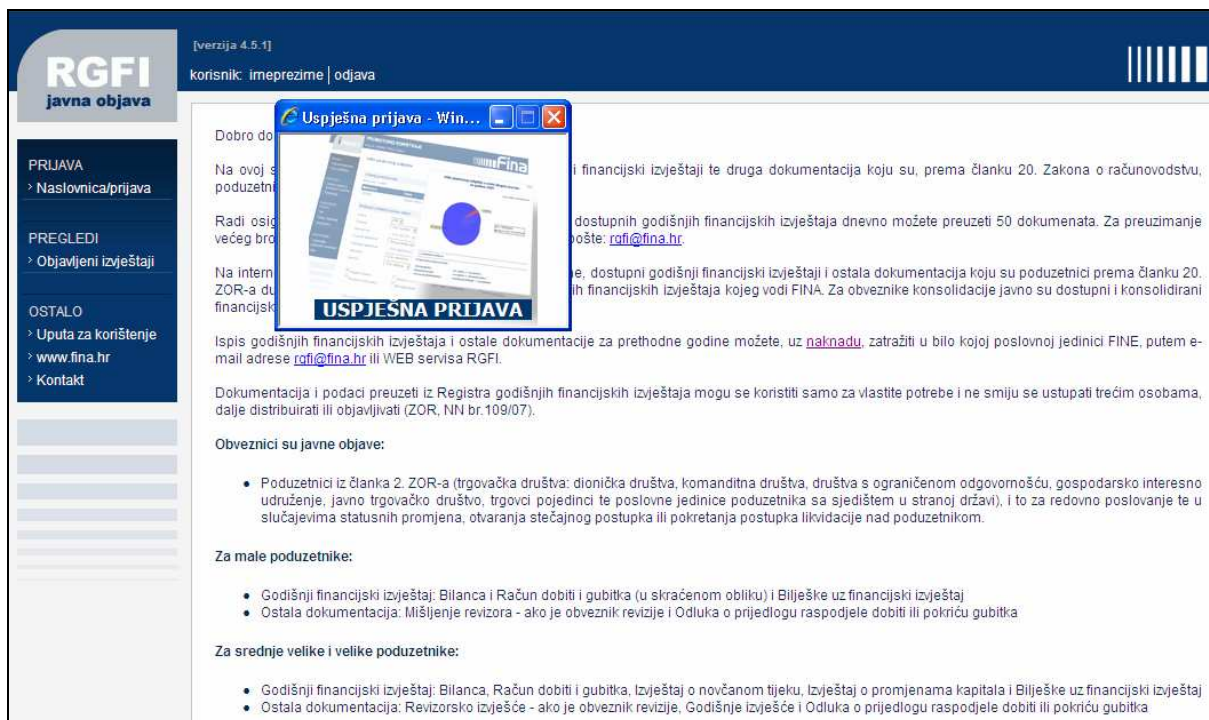 RGFI
javna objava
[verzija 4.5.1]
korisnik: imeprezime | odjava
PRIJAVA
Naslovnica/prijava
PREGLEDI
Objavljeni izvještaji
OSTALO
Uputa za korištenje
www.fina.hr
Kontakt
Uspješna prijava - Win...
Fina
USPJEŠNA PRIJAVA
Dobro do
Na ovoj s i financijski izvještaji te druga dokumentacija koju su, prema članku 20. Zakona o računovodstvu,
poduzetni
Radi osig dostupnih godišnjih financijskih izvještaja dnevno možete preuzeti 50 dokumenata. Za preuzimanje
većeg bro pošte: rgfi@fina.hr.
Na intern ne, dostupni godišnji financijski izvještaji i ostala dokumentacija koju su poduzetnici prema članku 20.
ZOR-a du ih financijskih izvještaja kojeg vodi FINA. Za obveznike konsolidacije javno su dostupni i konsolidirani
financijsk
Ispis godišnjih financijskih izvještaja i ostale dokumentacije za prethodne godine možete, uz naknadu, zatražiti u bilo kojoj poslovnoj jedinici FINE, putem e-
mail adrese rgfi@fina.hr ili WEB servisa RGFI.
Dokumentacija i podaci preuzeti iz Registra godišnjih financijskih izvještaja mogu se koristiti samo za vlastite potrebe i ne smiju se ustupati trećim osobama,
dalje distribuirati ili objavljivati (ZOR, NN br.109/07).
Obveznici su javne objave:
• Poduzetnici iz članka 2. ZOR-a (trgovačka društva: dionička društva, komanditna društva, društva s ograničenom odgovornošću, gospodarsko interesno
udruženje, javno trgovačko društvo, trgovci pojedinci te poslovne jedinice poduzetnika sa sjedištem u stranoj državi), i to za redovno poslovanje te u
slučajevima statusnih promjena, otvaranja stečajnog postupka ili pokretanja postupka likvidacije nad poduzetnikom.
Za male poduzetnike:
• Godišnji financijski izvještaj: Bilanca i Račun dobiti i gubitka (u skraćenom obliku) i Bilješke uz financijski izvještaj
• Ostala dokumentacija: Mišljenje revizora - ako je obveznik revizije i Odluka o prijedlogu raspodjele dobiti ili pokriću gubitka
Za srednje velike i velike poduzetnike:
• Godišnji financijski izvještaj: Bilanca, Račun dobiti i gubitka, Izvještaj o novčanom tijeku, Izvještaj o promjenama kapitala i Bilješke uz financijski izvještaj
• Ostala dokumentacija: Revizorsko izvješće - ako je obveznik revizije, Godišnje izvješće i Odluka o prijedlogu raspodjele dobiti ili pokriću gubitka